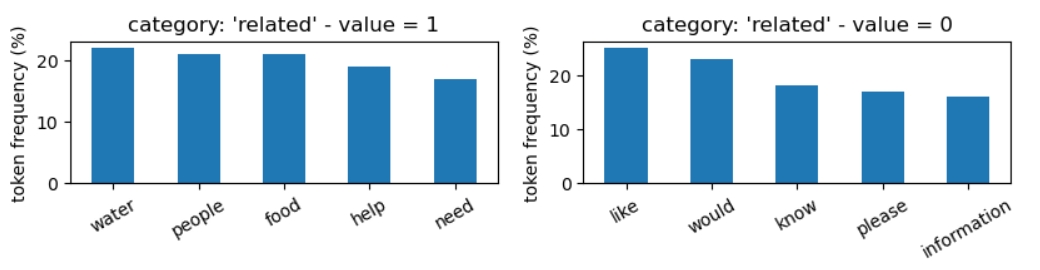 category: 'related' - value = 1
token frequency (%)
20
10
0
water
people
food
help
need
category: 'related' - value = 0
token frequency (%)
20
10
0
like
would
know
please
information